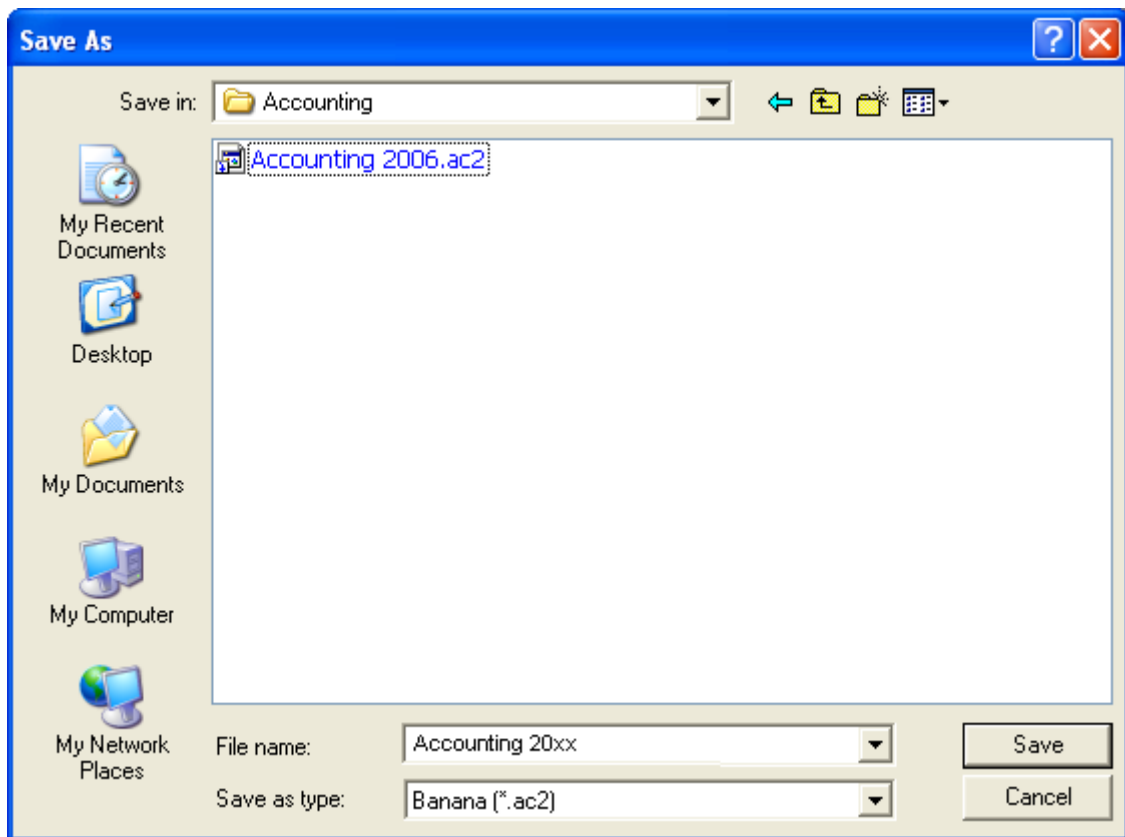 Save As
Save in:
Accounting
Accounting 2006.ac2
My Recent
Documents
Desktop
My Documents
My Computer
My Network
Places
File name:
Accounting 20xx
Save
Save as type:
Banana (*.ac2)
Cancel